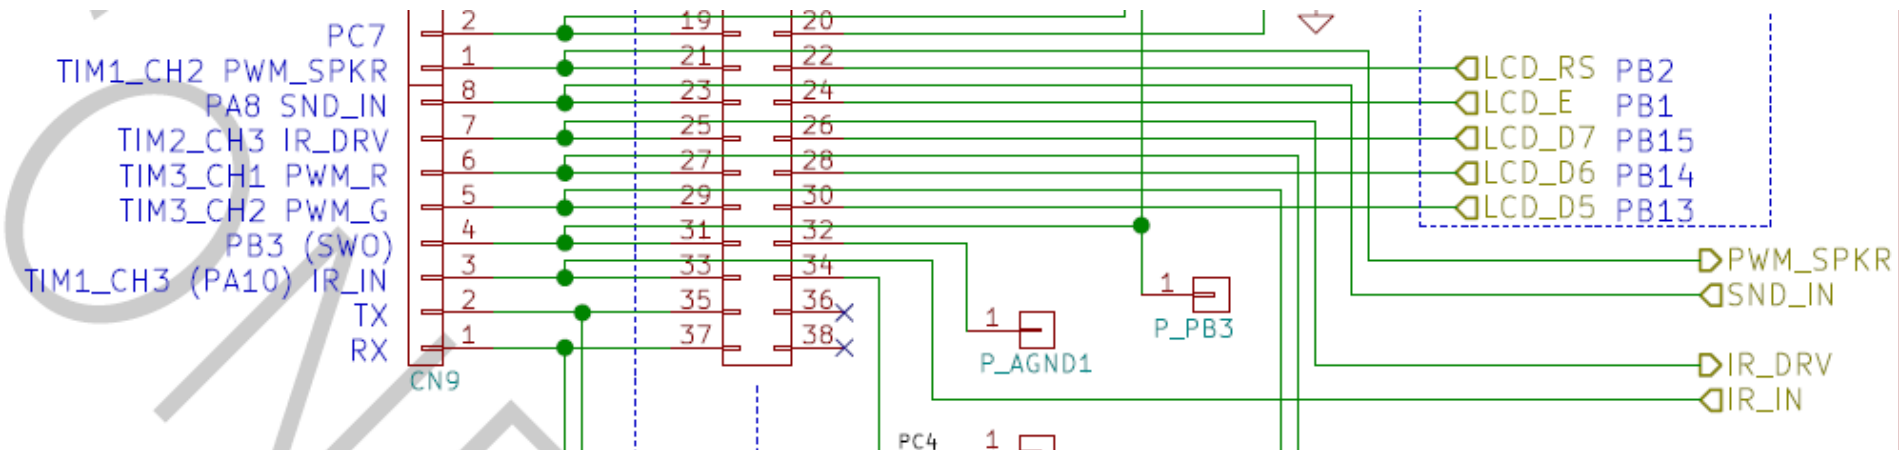 PC7 2 19 20
TIM1_CH2 PWM_SPKR 1 21 22 LCD_RS PB2
PA8 SND_IN 8 23 24 LCD_E PB1
TIM2_CH3 IR_DRV 7 25 26 LCD_D7 PB15
TIM3_CH1 PWM_R 6 27 28 LCD_D6 PB14
TIM3_CH2 PWM_G 5 29 30 LCD_D5 PB13
PB3 (SWO) 4 31 32
PWM_SPKR
TIM1_CH3 (PA10) IR_IN 3 33 34 1 SND_IN
TX 2 35 36 1 P_PB3
RX 1 37 38 P_AGND1 IR_DRV
CN9 IR_IN
PC4 1